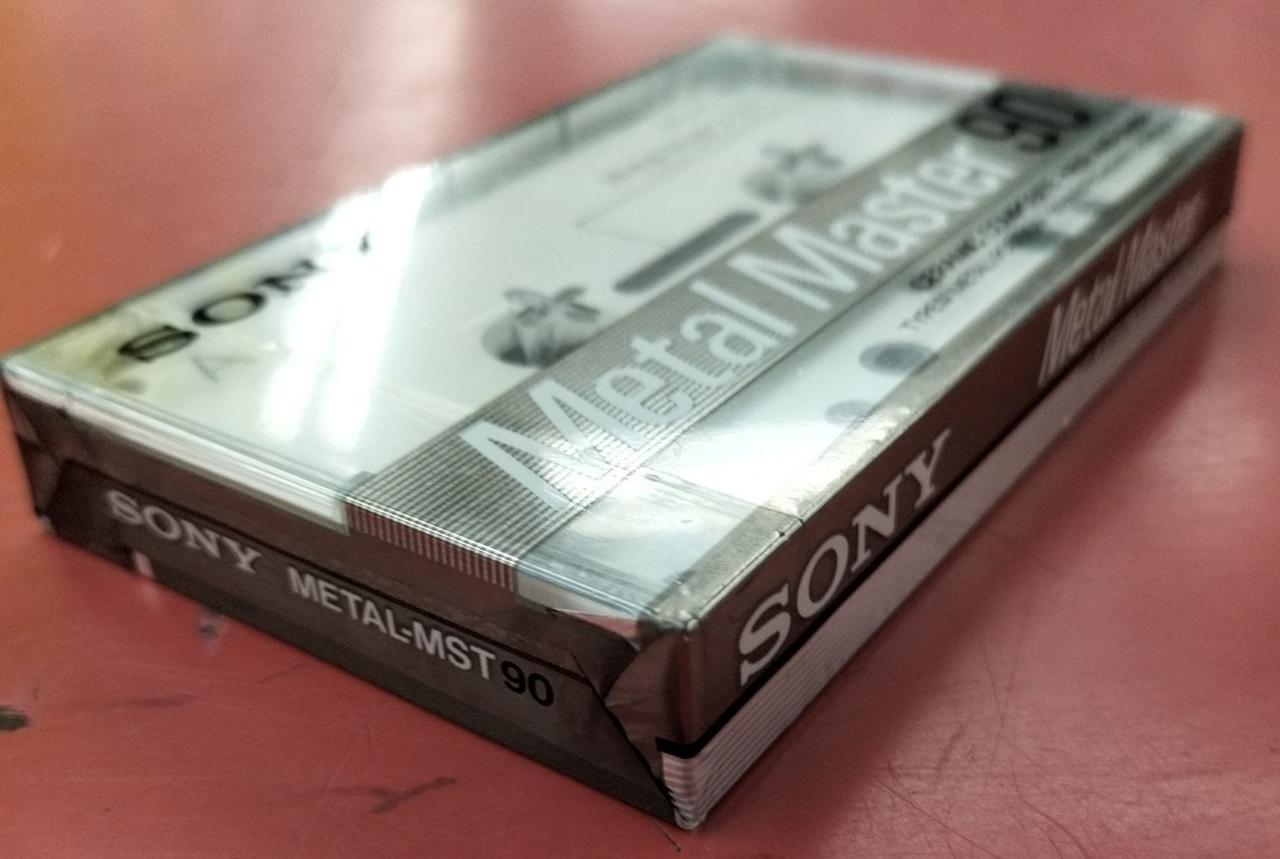 SONY
A
Metal Master 90
SONY METAL-MST 90
SONY Metal Master